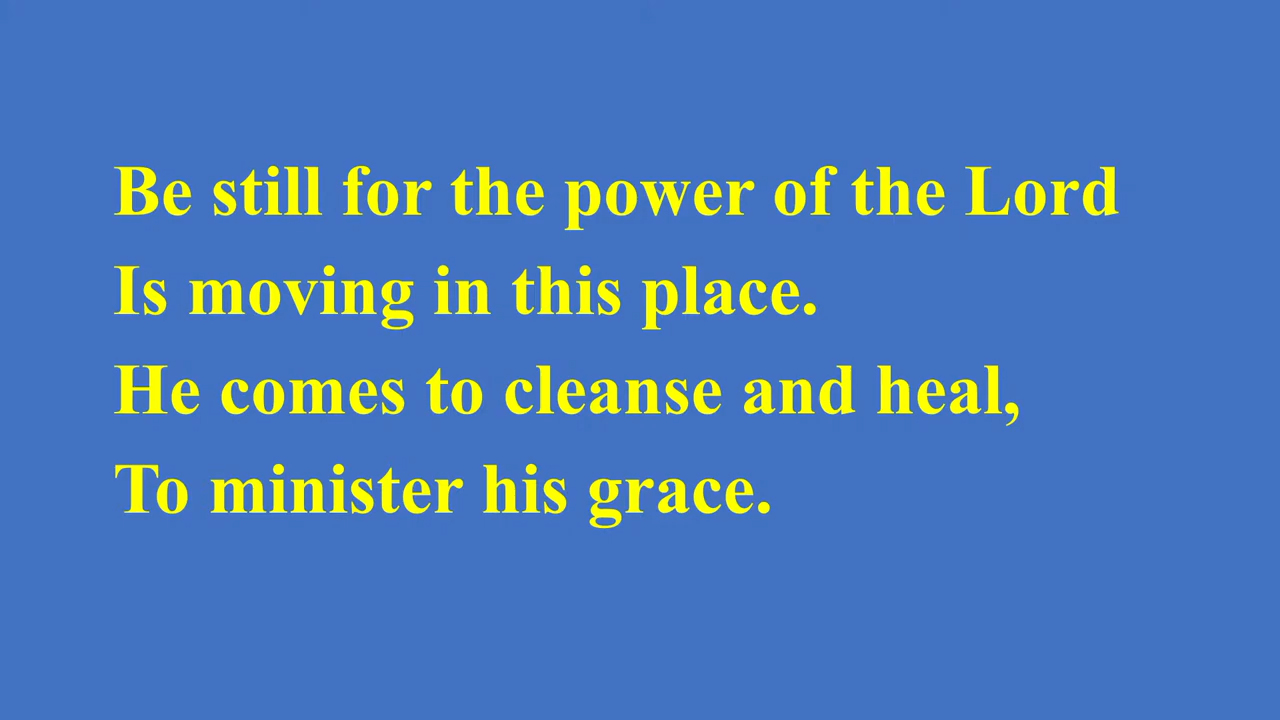 Be still for the power of the Lord
Is moving in this place.
He comes to cleanse and heal,
To minister his grace.